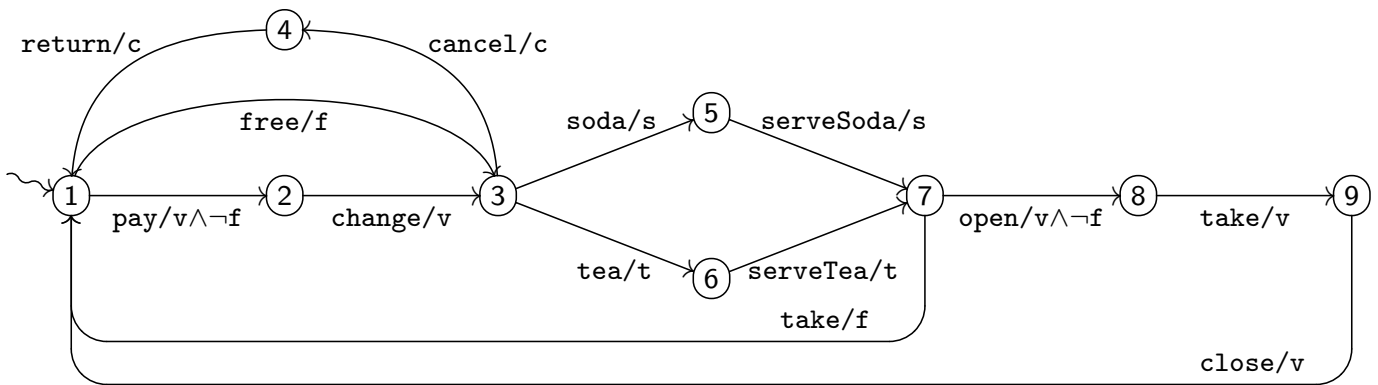 4
return/c
cancel/c
free/f
soda/s
5
serveSoda/s
1
pay/v∧¬f
2
change/v
3
7
open/v∧¬f
8
take/v
9
tea/t
6
serveTea/t
take/f
close/v